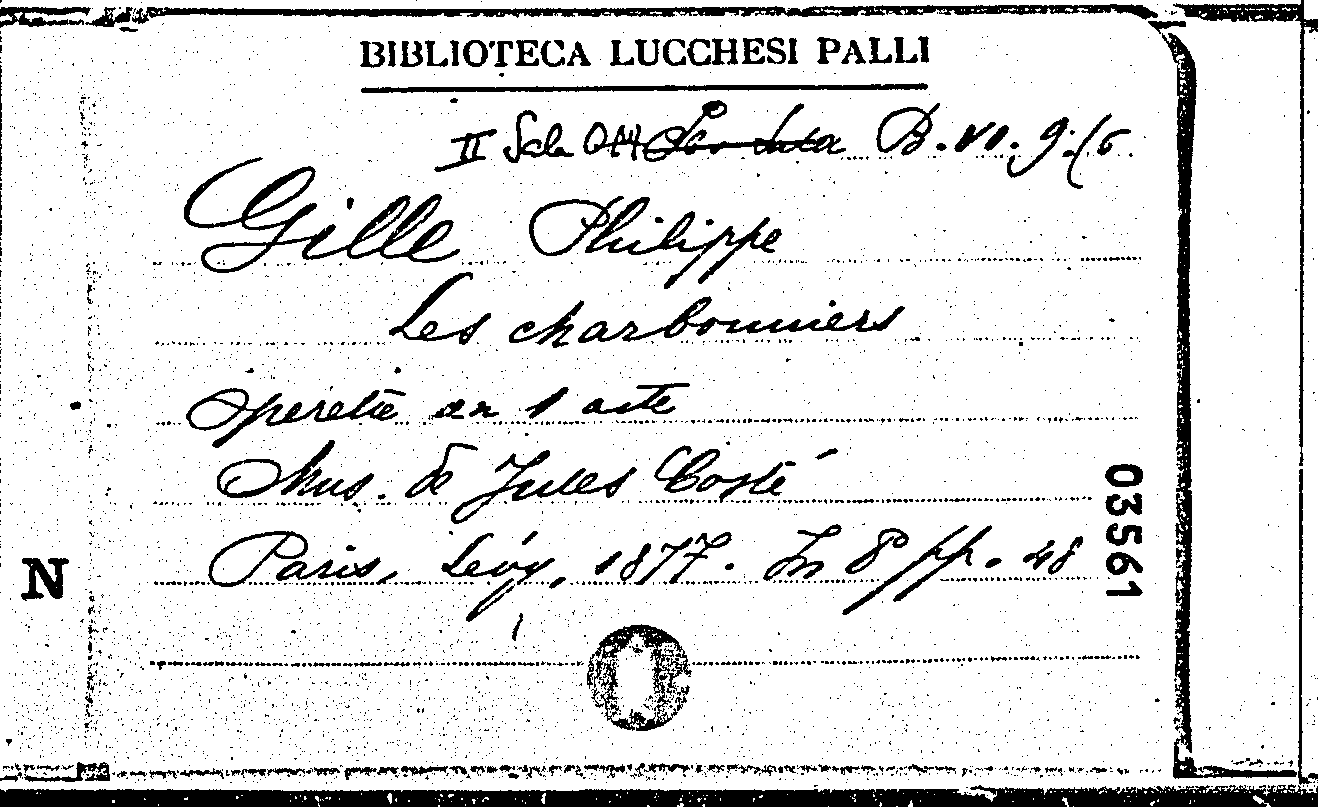 BIBLIOTECA LUCCHESI PALLI
II Sala B. VI. 9. (6
Gille Philippe
Les charbonniers
operette en 1 acte
Mus. de Jules Costé
Paris, Lévy, 1877. In 8° pp. 48
03561
N